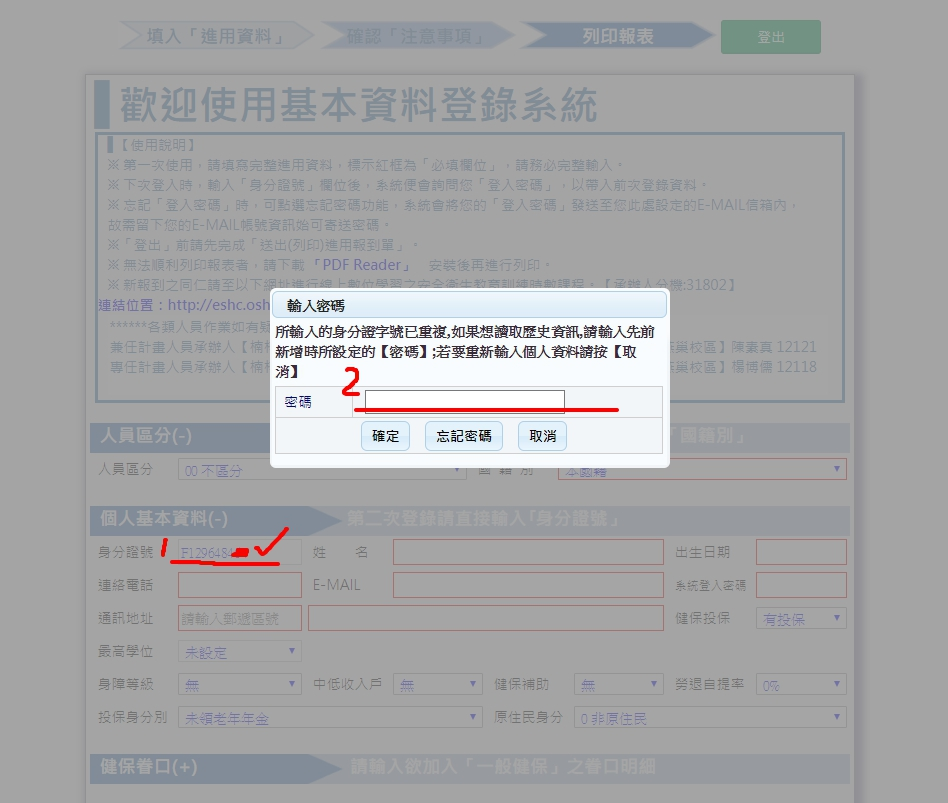 填入「進用資料」 確認「注意事項」 列印報表 登出
歡迎使用基本資料登錄系統
【使用說明】
※ 第一次使用，請填寫完整進用資料，標示紅框為「必填欄位」，請務必完整輸入。
※ 下次登入時，輸入「身分證號」欄位後，系統便會詢問您「登入密碼」，以帶入前次登錄資料。
※ 忘記「登入密碼」時，可點選忘記密碼功能，系統會將您的「登入密碼」發送至您此處設定的E-MAIL信箱內，
故需留下您的E-MAIL帳號資訊始可寄送密碼。
※「登出」前請先完成「送出(列印)進用報到單」。
※ 無法順利列印報表者，請下載「PDF Reader」 安裝後再進行列印。
※ 新報到之同仁請至以下網址進行線上數位學習之安全衛生教育訓練時數課程。【承辦人分機:31802】
連結位置：http://eshc.osh
******各類人員作業如有疑
兼任計畫人員承辦人【楠 巢校區】陳素真 12121
專任計畫人員承辦人【楠 巢校區】楊博儒 12118
輸入密碼
所輸入的身分證字號已重複,如果想讀取歷史資訊,請輸入先前
新增時所設定的【密碼】;若要重新輸入個人資料請按【取
消】
2
密碼
確定 忘記密碼 取消
人員區分(-) 「國籍別」
人員區分 00 不區分 國 籍 別 本國籍
個人基本資料(-) 第二次登錄請直接輸入「身分證號」
1 身分證號 F129648 姓 名 出生日期
連絡電話 E-MAIL 系統登入密碼
通訊地址 請輸入郵遞區號 健保投保 有投保
最高學位 未設定
身障等級 無 中低收入戶 無 健保補助 無 勞退自提率 0%
投保身分別 未領老年年金 原住民身分 0 非原住民
健保眷口(+) 請輸入欲加入「一般健保」之眷口明細